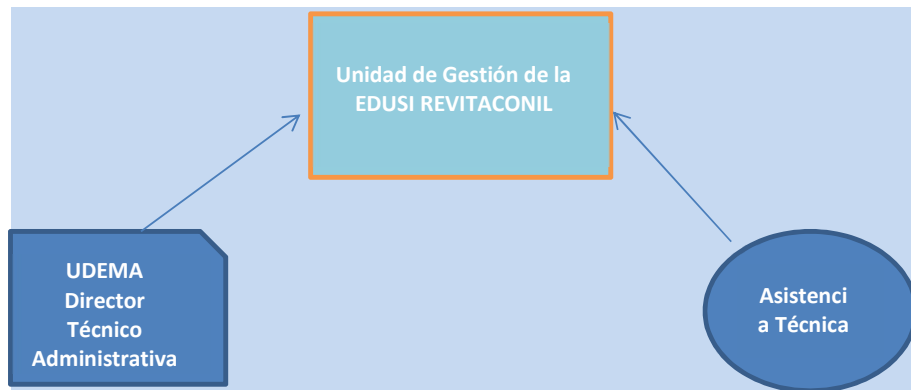 Unidad de Gestión de la
EDUSI REVITACONIL
UDEMA
Director
Técnico
Administrativa
Asistenci
a Técnica